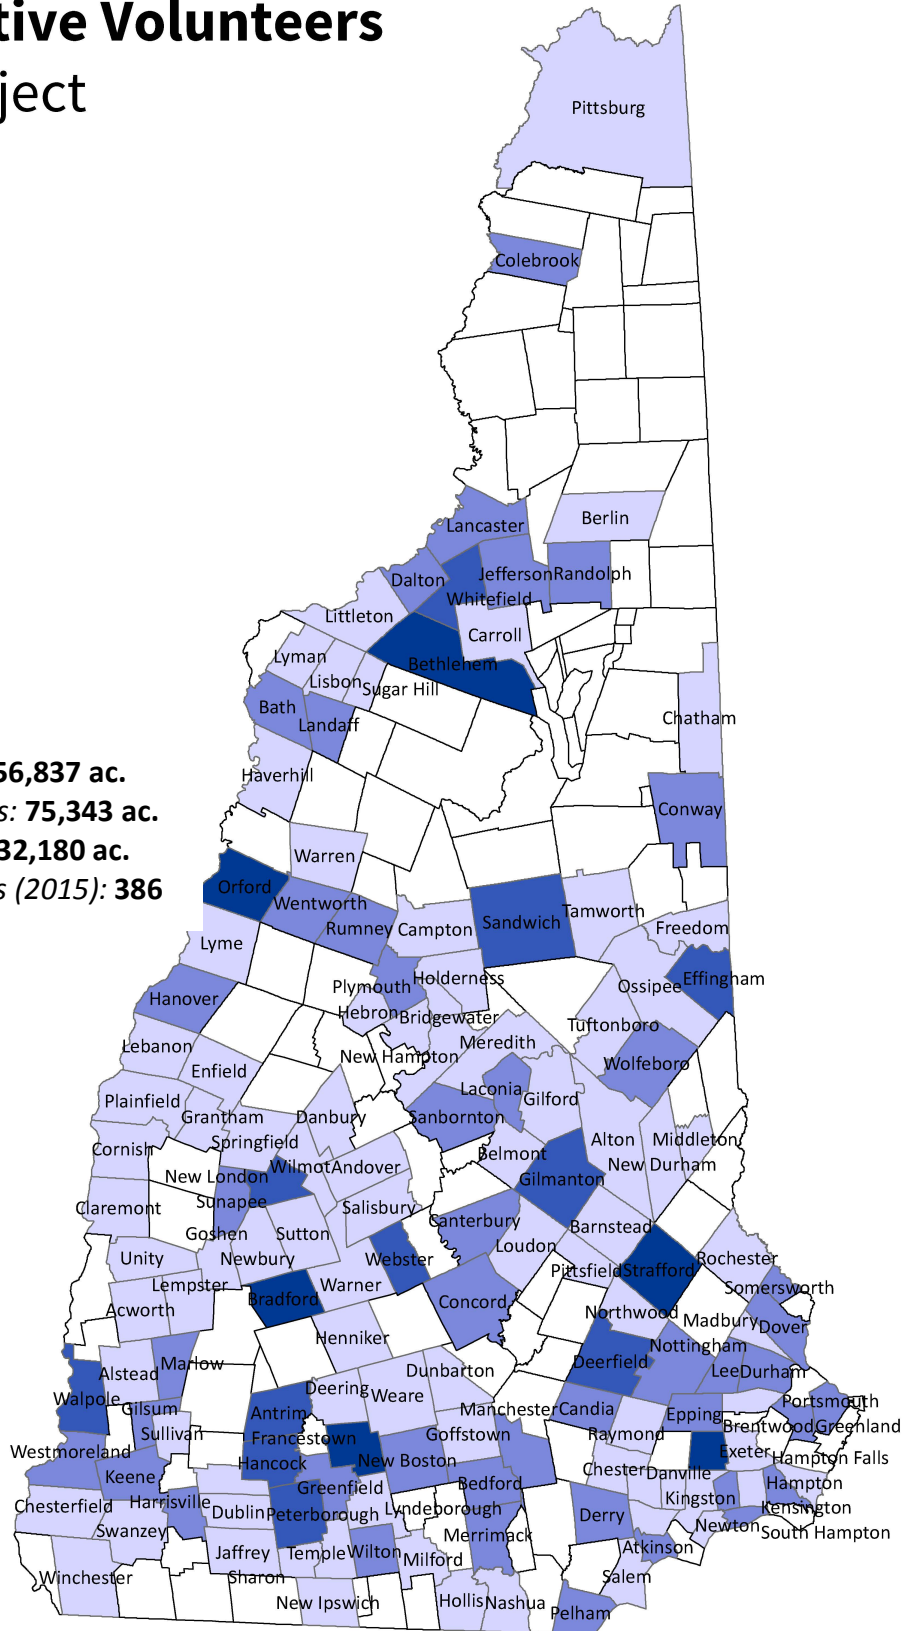 tive Volunteers
ject
Pittsburg
Colebrook
Lancaster
Berlin
Dalton
Jefferson
Randolph
Whitefield
Littleton
Carroll
Lyman
Bethlehem
Lisbon
Sugar Hill
Bath
Landaff
Chatham
56,837 ac.
s: 75,343 ac.
32,180 ac.
s (2015): 386
Haverhill
Conway
Warren
Orford
Wentworth
Rumney
Campton
Sandwich
Tamworth
Freedom
Lyme
Plymouth
Holderness
Ossipee
Effingham
Hanover
Hebron
Bridgewater
Tuftonboro
Lebanon
New Hampton
Meredith
Wolfeboro
Enfield
Laconia
Gilford
Plainfield
Grantham
Danbury
Sanbornton
Cornish
Springfield
Belmont
Alton
Middleton
New London
Wilmot
Andover
Gilmanton
New Durham
Claremont
Sunapee
Salisbury
Canterbury
Barnstead
Goshen
Sutton
Loudon
Unity
Newbury
Webster
Pittsfield
Strafford
Rochester
Lempster
Warner
Somersworth
Acworth
Bradford
Concord
Northwood
Madbury
Dover
Henniker
Nottingham
Alstead
Marlow
Dunbarton
Deerfield
Lee
Durham
Walpole
Gilsum
Deering
Weare
Manchester
Candia
Portsmouth
Antrim
Epping
Brentwood
Greenland
Sullivan
Francestown
Goffstown
Raymond
Westmoreland
Hancock
New Boston
Exeter
Hampton Falls
Keene
Greenfield
Bedford
Chester
Danville
Hampton
Chesterfield
Harrisville
Dublin
Peterborough
Lyndeborough
Derry
Kingston
Kensington
Swanzey
Merrimack
Newton
South Hampton
Jaffrey
Temple
Wilton
Milford
Atkinson
Winchester
Sharon
Salem
New Ipswich
Hollis
Nashua
Pelham